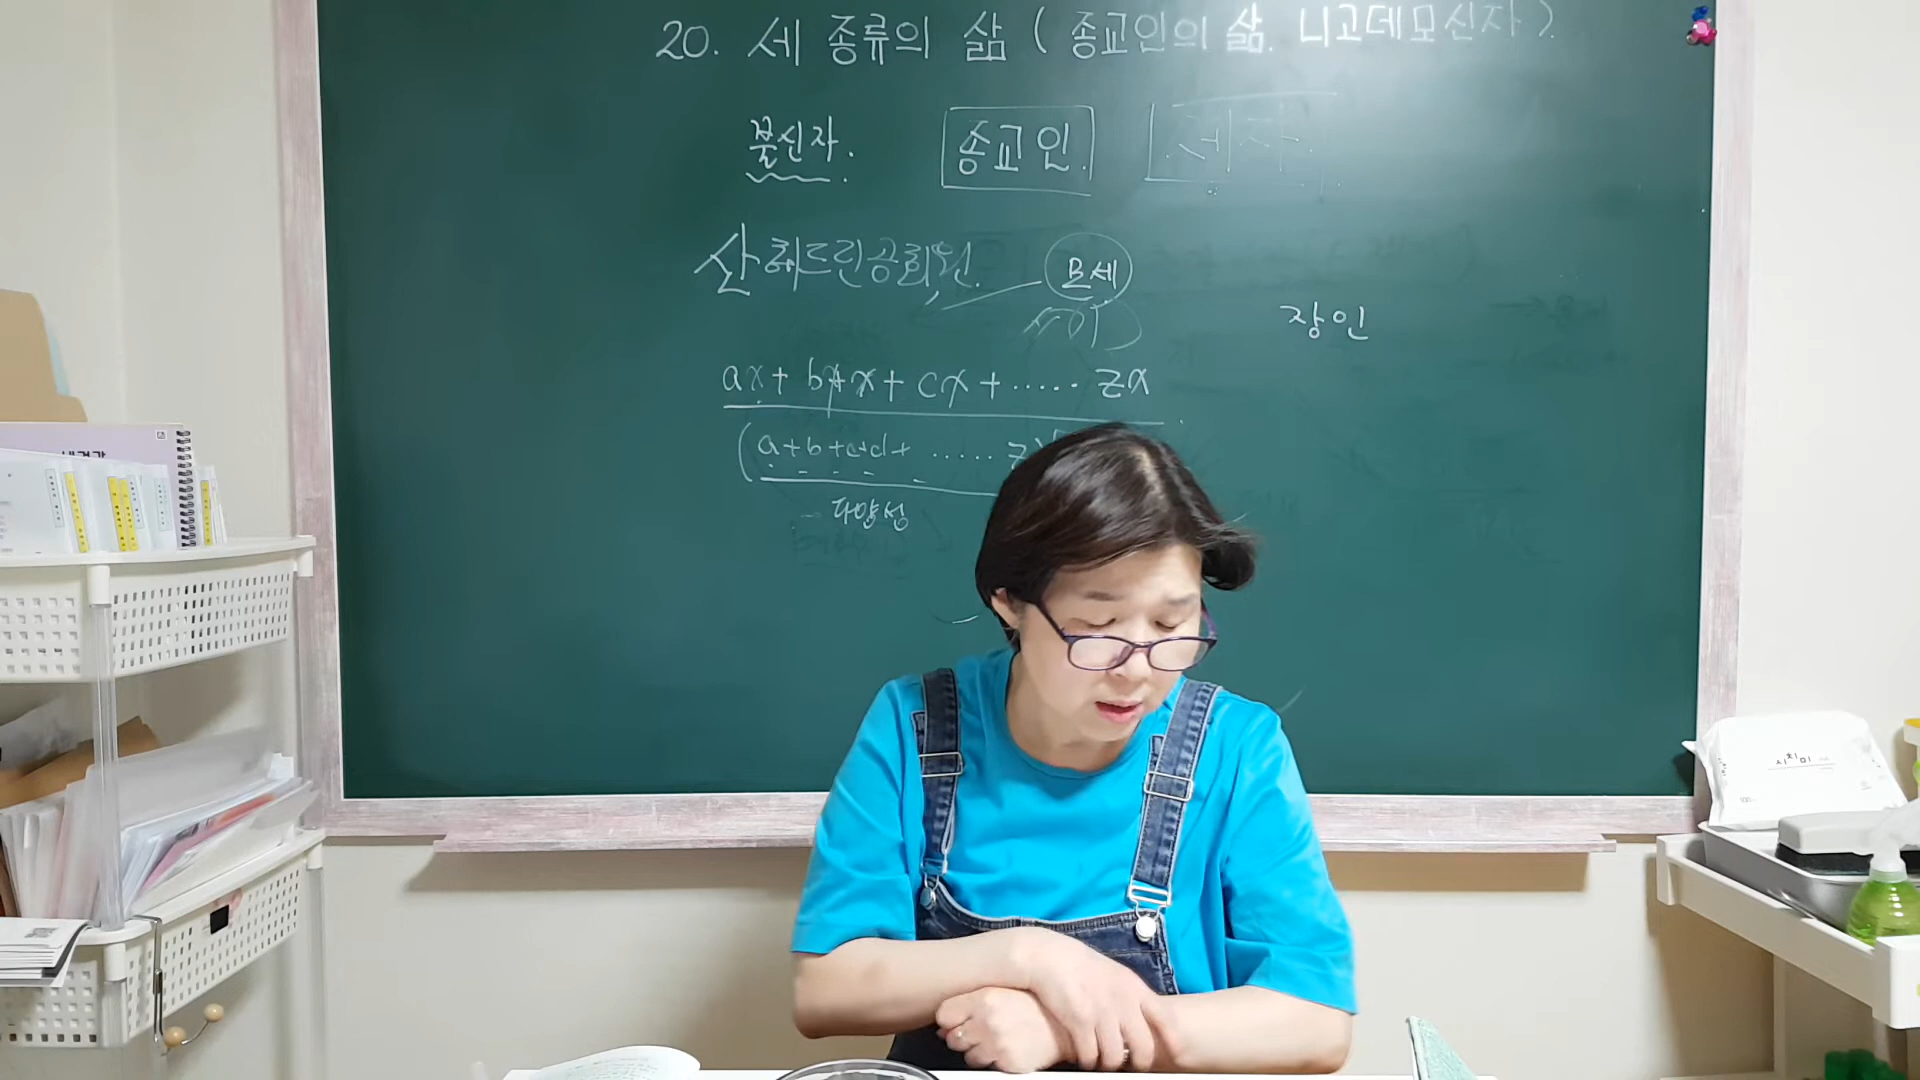 20. 세 종류의 삶 ( 종교인의 삶. 니고데모신자 ).
불신자. 종교인. 제자.
산헤드린공회원. 모세
장인
ax + bx + cx + ..... zx
(a+b+c+d+ ..... z)
다양성
시치미